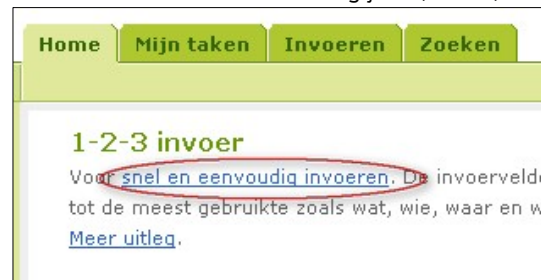 Home Mijn taken Invoeren Zoeken
1-2-3 invoer
Voor snel en eenvoudig invoeren. De invoervelde
tot de meest gebruikte zoals wat, wie, waar en w
Meer uitleg.